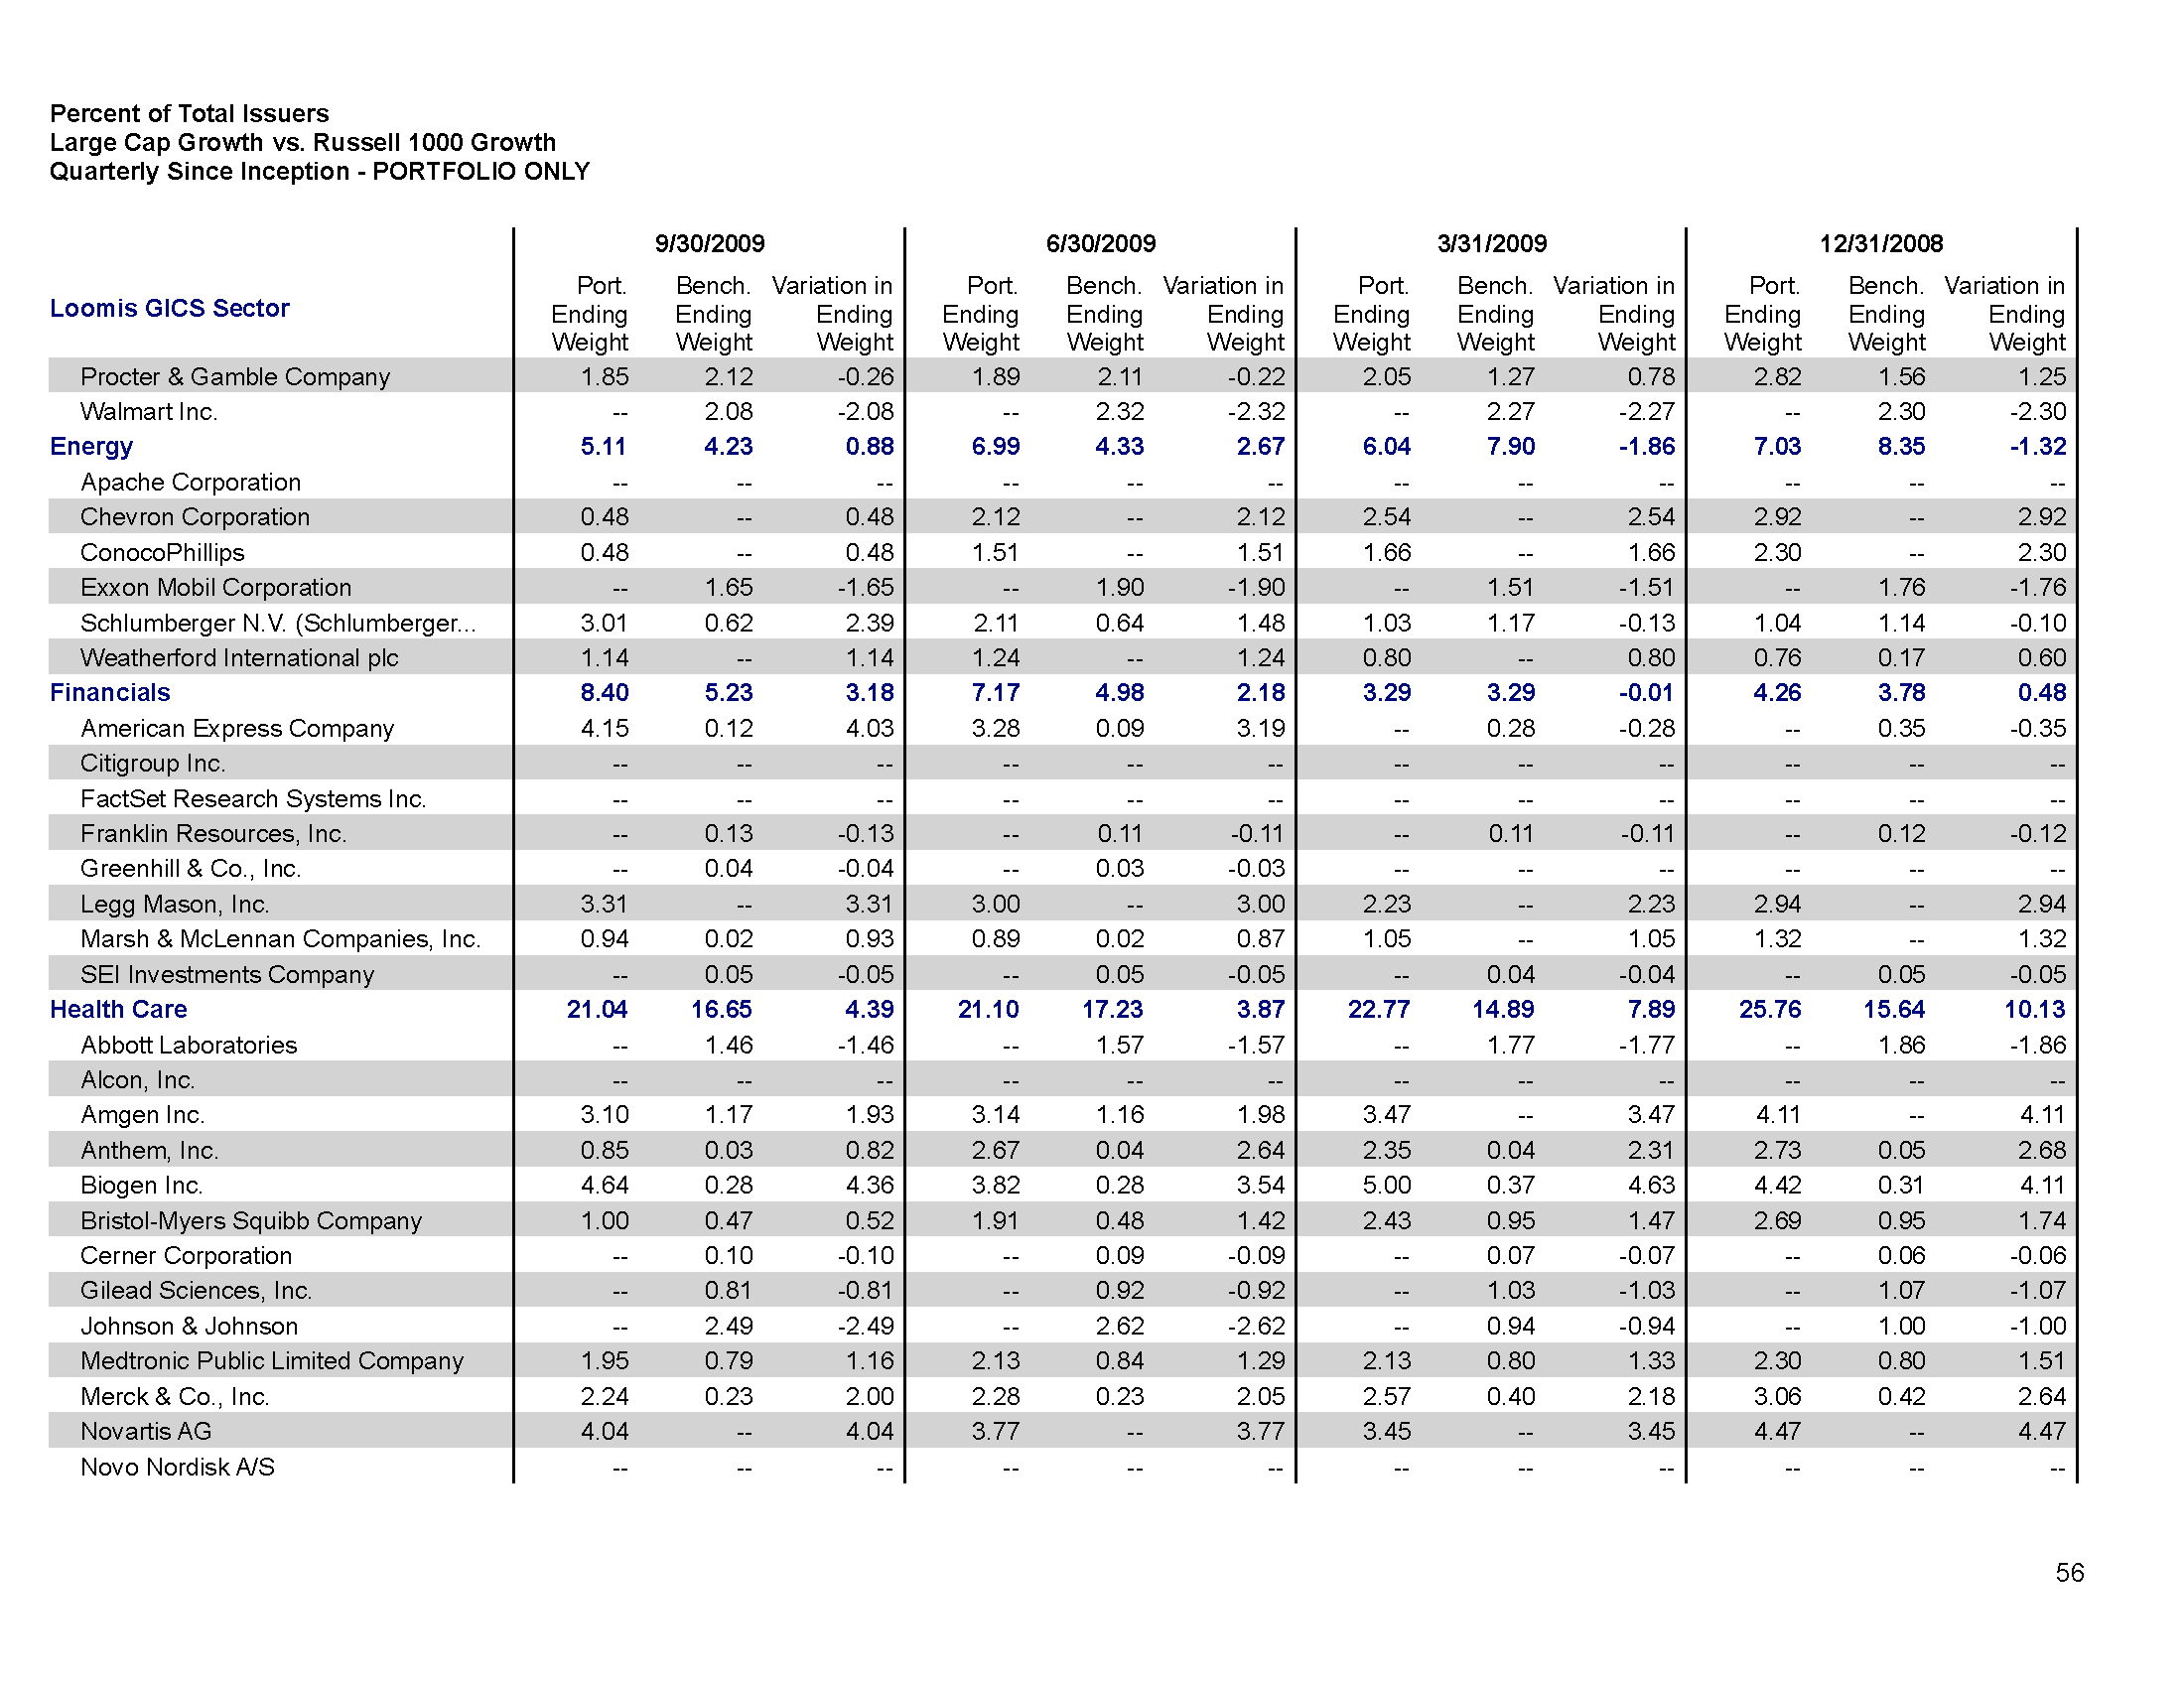 Percent of Total Issuers
Large Cap Growth vs. Russell 1000 Growth
Quarterly Since Inception - PORTFOLIO ONLY
9/30/2009 6/30/2009 3/31/2009 12/31/2008
Loomis GICS Sector
Port. Bench. Variation in Port. Bench. Variation in Port. Bench. Variation in Port. Bench. Variation in
Ending Ending Ending Ending Ending Ending Ending Ending Ending Ending Ending Ending
Weight Weight Weight Weight Weight Weight Weight Weight Weight Weight Weight Weight
Procter & Gamble Company 1.85 2.12 -0.26 1.89 2.11 -0.22 2.05 1.27 0.78 2.82 1.56 1.25
Walmart Inc. -- 2.08 -2.08 -- 2.32 -2.32 -- 2.27 -2.27 -- 2.30 -2.30
Energy 5.11 4.23 0.88 6.99 4.33 2.67 6.04 7.90 -1.86 7.03 8.35 -1.32
Apache Corporation -- -- -- -- -- -- -- -- -- -- -- --
Chevron Corporation 0.48 -- 0.48 2.12 -- 2.12 2.54 -- 2.54 2.92 -- 2.92
ConocoPhillips 0.48 -- 0.48 1.51 -- 1.51 1.66 -- 1.66 2.30 -- 2.30
Exxon Mobil Corporation -- 1.65 -1.65 -- 1.90 -1.90 -- 1.51 -1.51 -- 1.76 -1.76
Schlumberger N.V. (Schlumberger... 3.01 0.62 2.39 2.11 0.64 1.48 1.03 1.17 -0.13 1.04 1.14 -0.10
Weatherford International plc 1.14 -- 1.14 1.24 -- 1.24 0.80 -- 0.80 0.76 0.17 0.60
Financials 8.40 5.23 3.18 7.17 4.98 2.18 3.29 3.29 -0.01 4.26 3.78 0.48
American Express Company 4.15 0.12 4.03 3.28 0.09 3.19 -- 0.28 -0.28 -- 0.35 -0.35
Citigroup Inc. -- -- -- -- -- -- -- -- -- -- -- --
FactSet Research Systems Inc. -- -- -- -- -- -- -- -- -- -- -- --
Franklin Resources, Inc. -- 0.13 -0.13 -- 0.11 -0.11 -- 0.11 -0.11 -- 0.12 -0.12
Greenhill & Co., Inc. -- 0.04 -0.04 -- 0.03 -0.03 -- -- -- -- -- --
Legg Mason, Inc. 3.31 -- 3.31 3.00 -- 3.00 2.23 -- 2.23 2.94 -- 2.94
Marsh & McLennan Companies, Inc. 0.94 0.02 0.93 0.89 0.02 0.87 1.05 -- 1.05 1.32 -- 1.32
SEI Investments Company -- 0.05 -0.05 -- 0.05 -0.05 -- 0.04 -0.04 -- 0.05 -0.05
Health Care 21.04 16.65 4.39 21.10 17.23 3.87 22.77 14.89 7.89 25.76 15.64 10.13
Abbott Laboratories -- 1.46 -1.46 -- 1.57 -1.57 -- 1.77 -1.77 -- 1.86 -1.86
Alcon, Inc. -- -- -- -- -- -- -- -- -- -- -- --
Amgen Inc. 3.10 1.17 1.93 3.14 1.16 1.98 3.47 -- 3.47 4.11 -- 4.11
Anthem, Inc. 0.85 0.03 0.82 2.67 0.04 2.64 2.35 0.04 2.31 2.73 0.05 2.68
Biogen Inc. 4.64 0.28 4.36 3.82 0.28 3.54 5.00 0.37 4.63 4.42 0.31 4.11
Bristol-Myers Squibb Company 1.00 0.47 0.52 1.91 0.48 1.42 2.43 0.95 1.47 2.69 0.95 1.74
Cerner Corporation -- 0.10 -0.10 -- 0.09 -0.09 -- 0.07 -0.07 -- 0.06 -0.06
Gilead Sciences, Inc. -- 0.81 -0.81 -- 0.92 -0.92 -- 1.03 -1.03 -- 1.07 -1.07
Johnson & Johnson -- 2.49 -2.49 -- 2.62 -2.62 -- 0.94 -0.94 -- 1.00 -1.00
Medtronic Public Limited Company 1.95 0.79 1.16 2.13 0.84 1.29 2.13 0.80 1.33 2.30 0.80 1.51
Merck & Co., Inc. 2.24 0.23 2.00 2.28 0.23 2.05 2.57 0.40 2.18 3.06 0.42 2.64
Novartis AG 4.04 -- 4.04 3.77 -- 3.77 3.45 -- 3.45 4.47 -- 4.47
Novo Nordisk A/S -- -- -- -- -- -- -- -- -- -- -- --
56